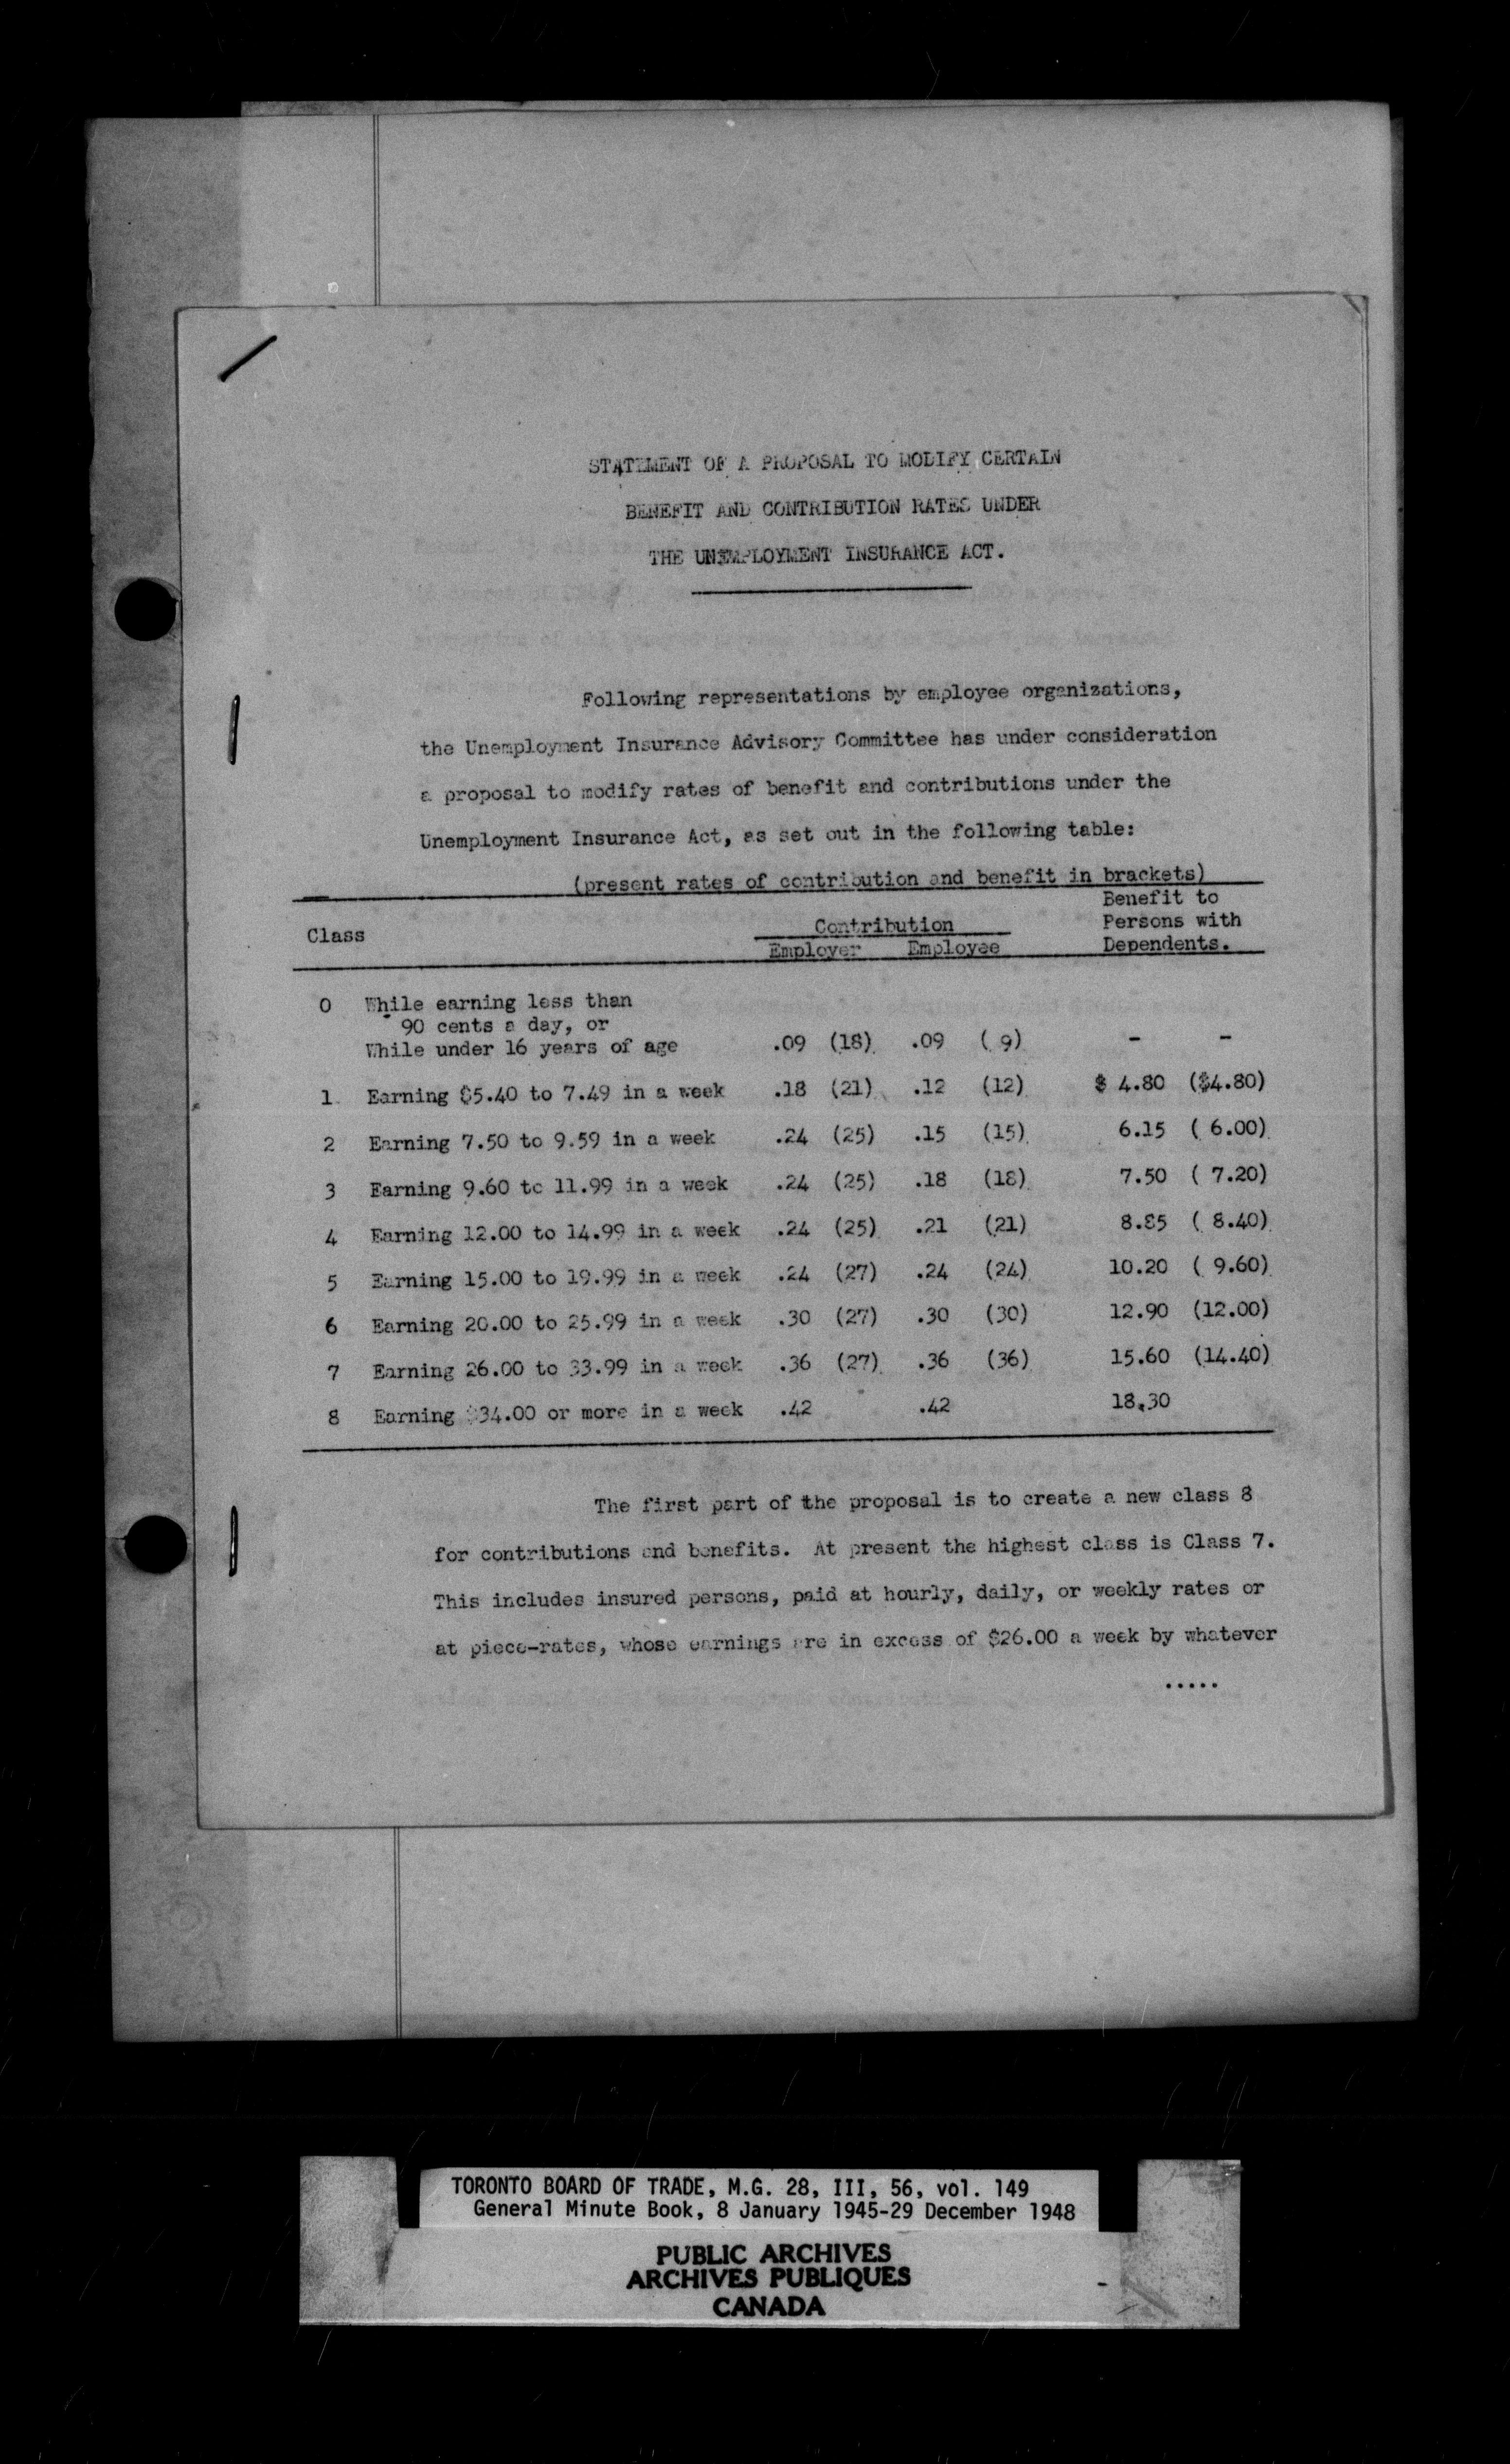 STATEMENT OF A PROPOSAL TO MODIFY CERTAIN
BENEFIT AND CONTRIBUTION RATES UNDER
THE UNEMPLOYMENT INSURANCE ACT.
Following representations by employee organizations,
the Unemployment Insurance Advisory Committee has under consideration
a proposal to modify rates of benefit and contributions under the
Unemployment Insurance Act, as set out in the following table:
(present rates of contribution and benefit in brackets)
Class Contribution Benefit to
Persons with
Employer Employee Dependents.
0 While earning less than
90 cents a day, or
While under 16 years of age .09 (18) .09 ( 9) - -
1 Earning $5.40 to 7.49 in a week .18 (21) .12 (12) $ 4.80 ($4.80)
2 Earning 7.50 to 9.59 in a week .24 (25) .15 (15) 6.15 ( 6.00)
3 Earning 9.60 to 11.99 in a week .24 (25) .18 (18) 7.50 ( 7.20)
4 Earning 12.00 to 14.99 in a week .24 (25) .21 (21) 8.85 ( 8.40)
5 Earning 15.00 to 19.99 in a week .24 (27) .24 (24) 10.20 ( 9.60)
6 Earning 20.00 to 25.99 in a week .30 (27) .30 (30) 12.90 (12.00)
7 Earning 26.00 to 33.99 in a week .36 (27) .36 (36) 15.60 (14.40)
8 Earning $34.00 or more in a week .42 .42 18.30
The first part of the proposal is to create a new class 8
for contributions and benefits. At present the highest class is Class 7.
This includes insured persons, paid at hourly, daily, or weekly rates or
at piece-rates, whose earnings are in excess of $26.00 a week by whatever
.....
TORONTO BOARD OF TRADE, M.G. 28, III, 56, vol. 149
General Minute Book, 8 January 1945-29 December 1948
PUBLIC ARCHIVES
ARCHIVES PUBLIQUES
CANADA